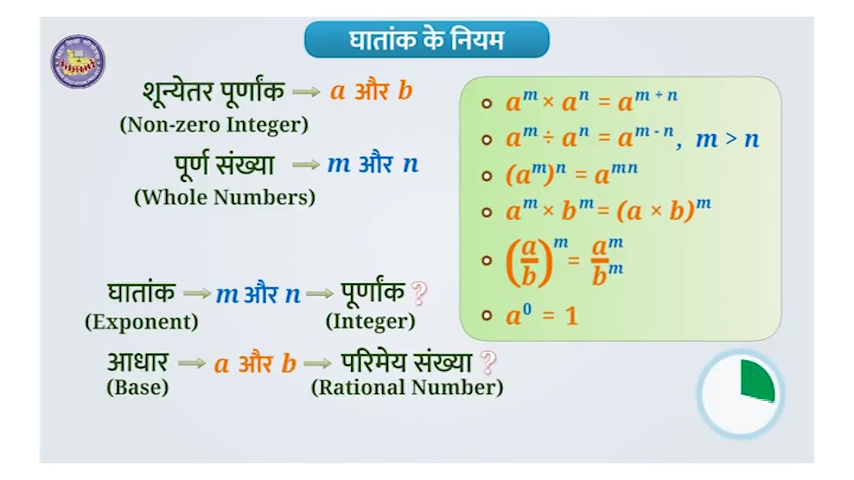 घातांक के नियम
शून्येतर पूर्णांक → a और b
(Non-zero Integer)
पूर्ण संख्या → m और n
(Whole Numbers)
घातांक → m और n → पूर्णांक ?
(Exponent) (Integer)
आधार → a और b → परिमेय संख्या ?
(Base) (Rational Number)
aᵐ × aⁿ = aᵐ⁺ⁿ
aᵐ ÷ aⁿ = aᵐ⁻ⁿ, m > n
(aᵐ)ⁿ = aᵐⁿ
aᵐ × bᵐ = (a × b)ᵐ
(a/b)ᵐ = aᵐ/bᵐ
a⁰ = 1